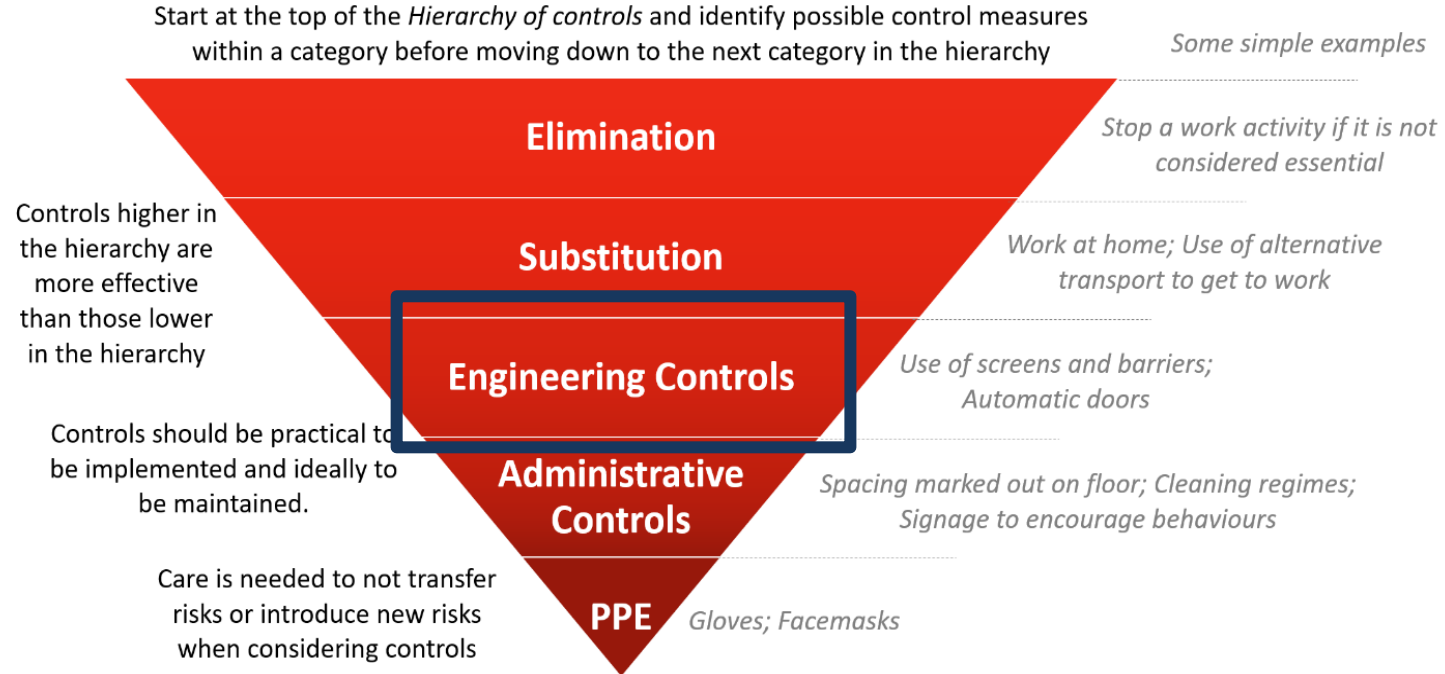 Start at the top of the Hierarchy of controls and identify possible control measures
within a category before moving down to the next category in the hierarchy
Some simple examples
Elimination
Stop a work activity if it is not
considered essential
Controls higher in
the hierarchy are
more effective
than those lower
in the hierarchy
Substitution
Work at home; Use of alternative
transport to get to work
Engineering Controls
Use of screens and barriers;
Automatic doors
Controls should be practical to
be implemented and ideally to
be maintained.
Administrative
Controls
Spacing marked out on floor; Cleaning regimes;
Signage to encourage behaviours
Care is needed to not transfer
risks or introduce new risks
when considering controls
PPE
Gloves; Facemasks